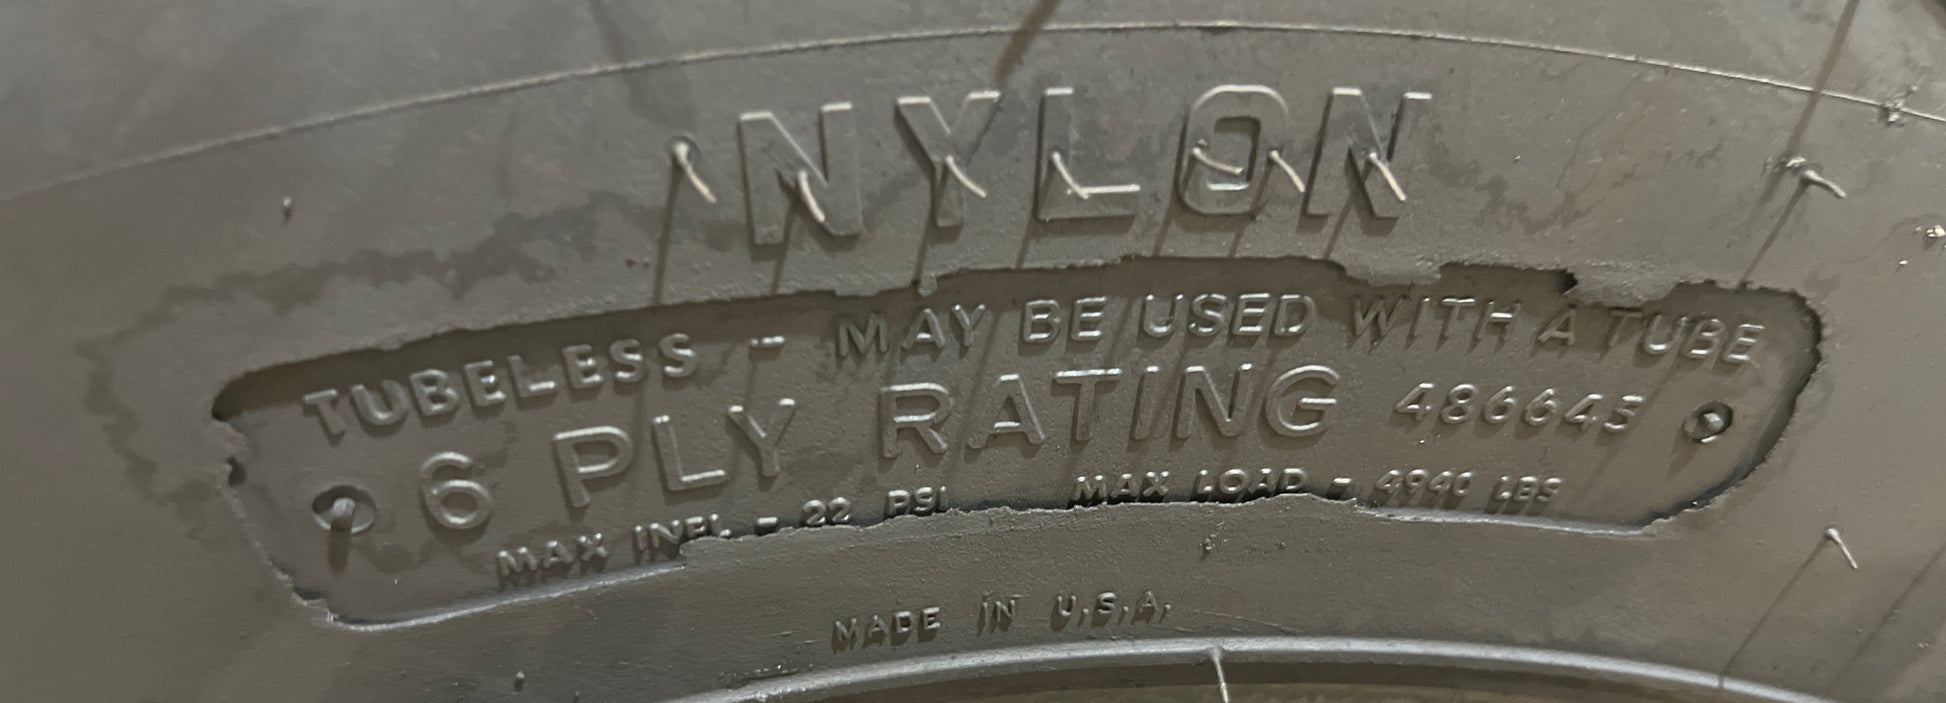 NYLON
TUBELESS - MAY BE USED WITH A TUBE
6 PLY RATING 486645
MAX INFL - 22 PSI MAX LOAD - 4940 LBS
MADE IN U.S.A.